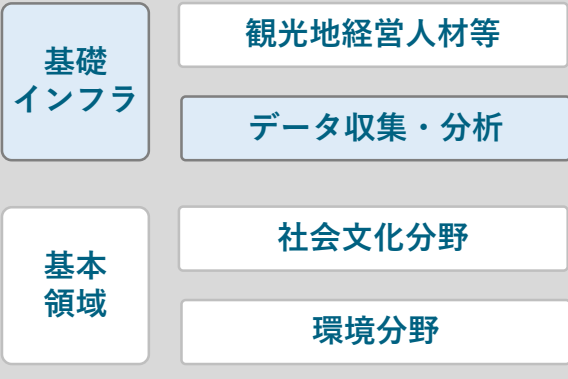 基礎
インフラ
観光地経営人材等
データ収集・分析
基本
領域
社会文化分野
環境分野